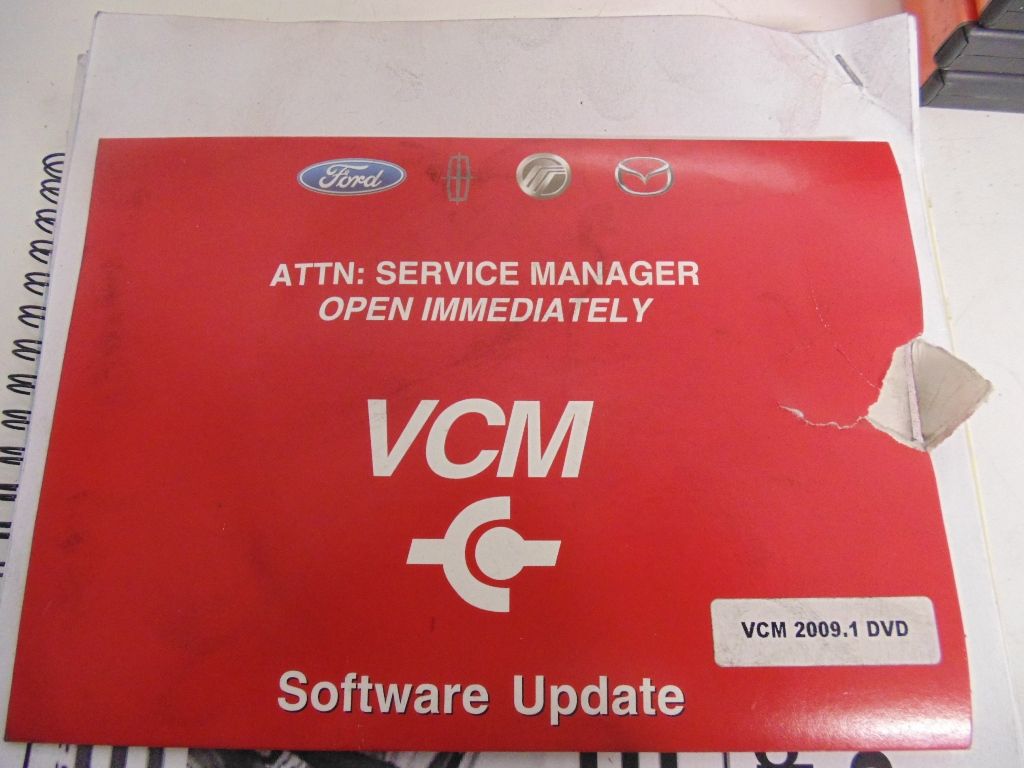 Ford
ATTN: SERVICE MANAGER
OPEN IMMEDIATELY
VCM
VCM 2009.1 DVD
Software Update